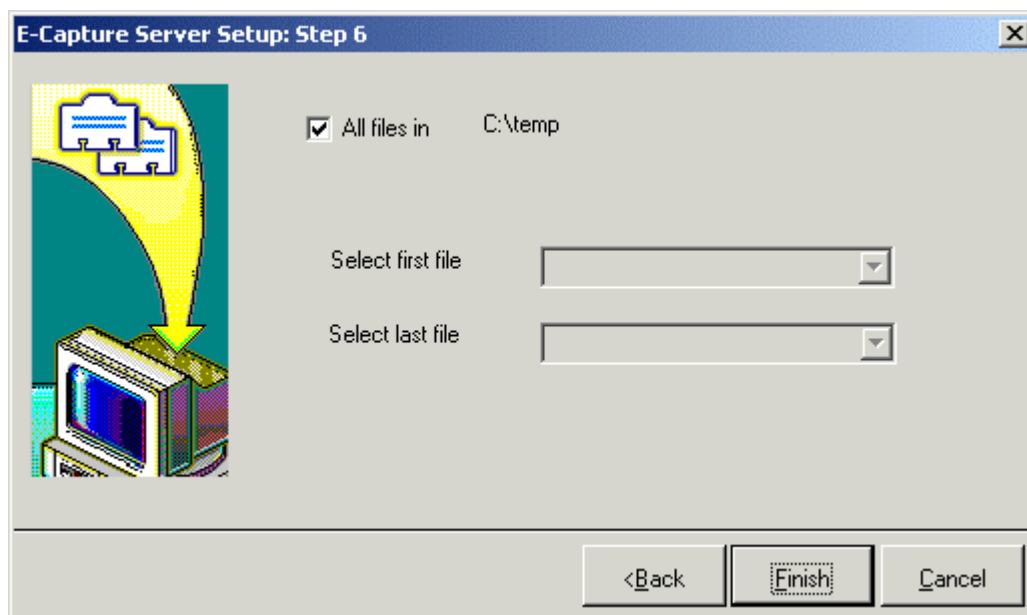 E-Capture Server Setup: Step 6
All files in C:\temp
Select first file
Select last file
<Back Finish Cancel